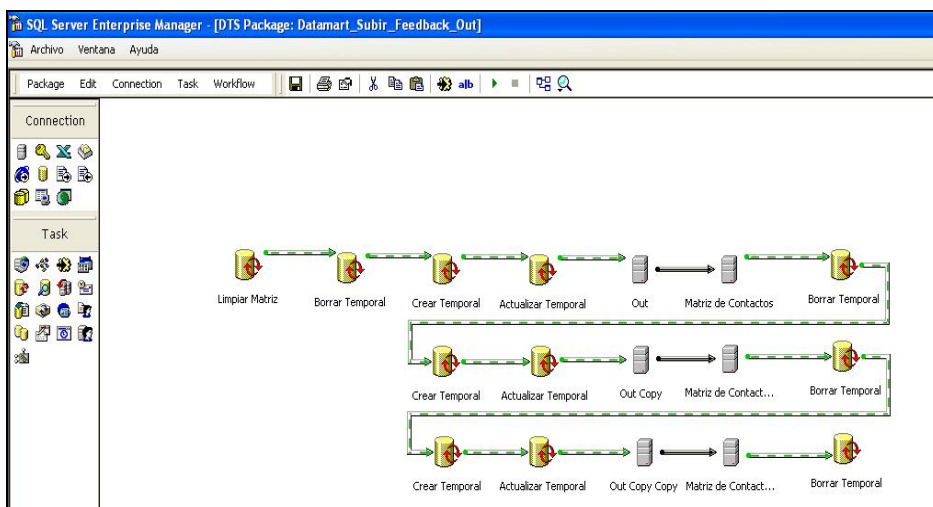 SQL Server Enterprise Manager - [DTS Package: Datamart_Subir_Feedback_Out]
Archivo Ventana Ayuda
Package Edit Connection Task Workflow a|b
Connection
Task
Limpiar Matriz Borrar Temporal Crear Temporal Actualizar Temporal Out Matriz de Contactos Borrar Temporal
Crear Temporal Actualizar Temporal Out Copy Matriz de Contact... Borrar Temporal
Crear Temporal Actualizar Temporal Out Copy Copy Matriz de Contact... Borrar Temporal